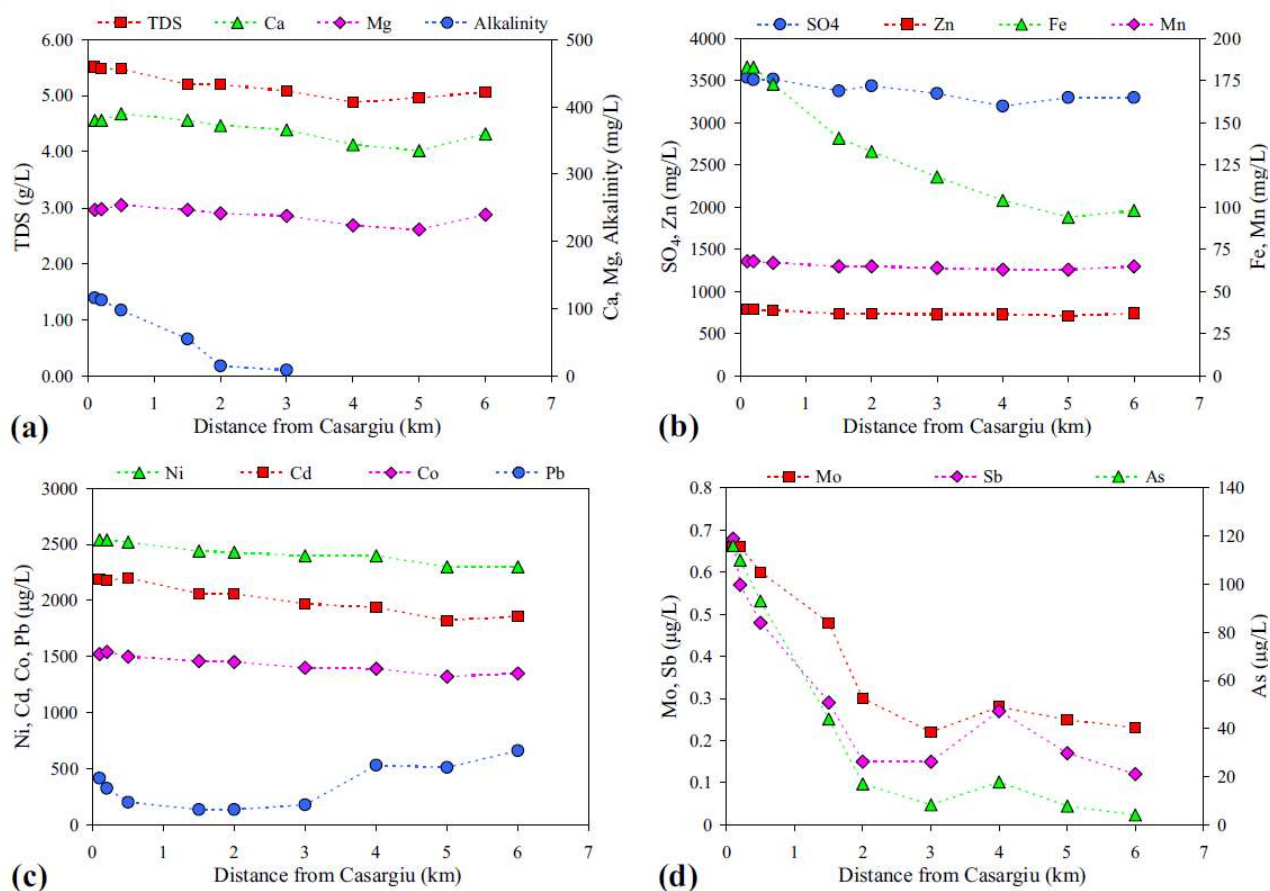 TDS Ca Mg Alkalinity
6.00 5.00 4.00 3.00 2.00 1.00 0.00
TDS (g/L)
500 400 300 200 100 0
Ca, Mg, Alkalinity (mg/L)
0 1 2 3 4 5 6 7
(a) Distance from Casargiu (km)
SO4 Zn Fe Mn
4000 3500 3000 2500 2000 1500 1000 500 0
SO₄, Zn (mg/L)
200 175 150 125 100 75 50 25 0
Fe, Mn (mg/L)
0 1 2 3 4 5 6 7
(b) Distance from Casargiu (km)
Ni Cd Co Pb
3000 2500 2000 1500 1000 500 0
Ni, Cd, Co, Pb (µg/L)
0 1 2 3 4 5 6 7
(c) Distance from Casargiu (km)
Mo Sb As
0.8 0.7 0.6 0.5 0.4 0.3 0.2 0.1 0
Mo, Sb (µg/L)
140 120 100 80 60 40 20 0
As (µg/L)
0 1 2 3 4 5 6 7
(d) Distance from Casargiu (km)